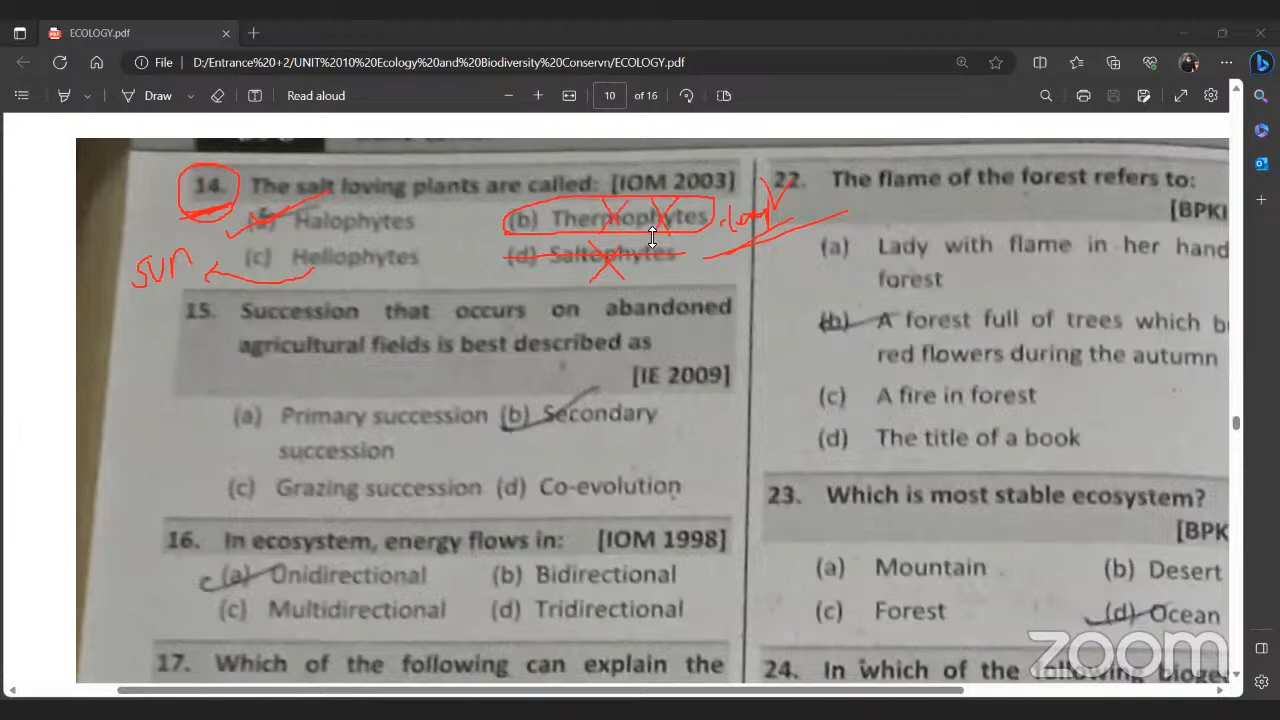 ECOLOGY.pdf
File D:/Entrance%20+2/UNIT%2010%20Ecology%20and%20Biodiversity%20Conservn/ECOLOGY.pdf
Draw Read aloud 10 of 16
14. The salt loving plants are called: [IOM 2003]
(a) Halophytes (b) Thermophytes
(c) Heliophytes (d) Saltophytes
sun
15. Succession that occurs on abandoned
agricultural fields is best described as
[IE 2009]
(a) Primary succession (b) Secondary
succession
(c) Grazing succession (d) Co-evolution
16. In ecosystem, energy flows in: [IOM 1998]
(a) Unidirectional (b) Bidirectional
(c) Multidirectional (d) Tridirectional
17. Which of the following can explain the
22. The flame of the forest refers to:
[BPKI
(a) Lady with flame in her hand
forest
(b) A forest full of trees which b
red flowers during the autumn
(c) A fire in forest
(d) The title of a book
23. Which is most stable ecosystem?
[BPK
(a) Mountain (b) Desert
(c) Forest (d) Ocean
24. In which of the following bioge
zoom